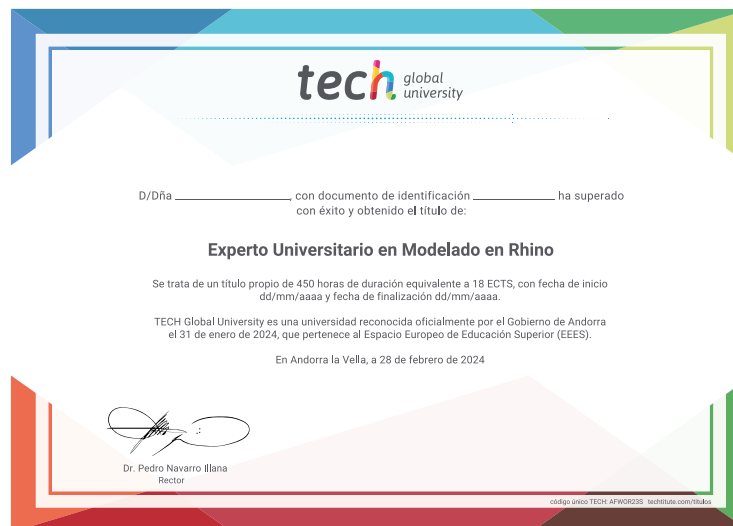 tech global
university
D/Dña ____________________, con documento de identificación ______________ ha superado
con éxito y obtenido el título de:
Experto Universitario en Modelado en Rhino
Se trata de un título propio de 450 horas de duración equivalente a 18 ECTS, con fecha de inicio
dd/mm/aaaa y fecha de finalización dd/mm/aaaa.
TECH Global University es una universidad reconocida oficialmente por el Gobierno de Andorra
el 31 de enero de 2024, que pertenece al Espacio Europeo de Educación Superior (EEES).
En Andorra la Vella, a 28 de febrero de 2024
Dr. Pedro Navarro Illana
Rector
código único TECH: AFWOR23S techtitute.com/titulos